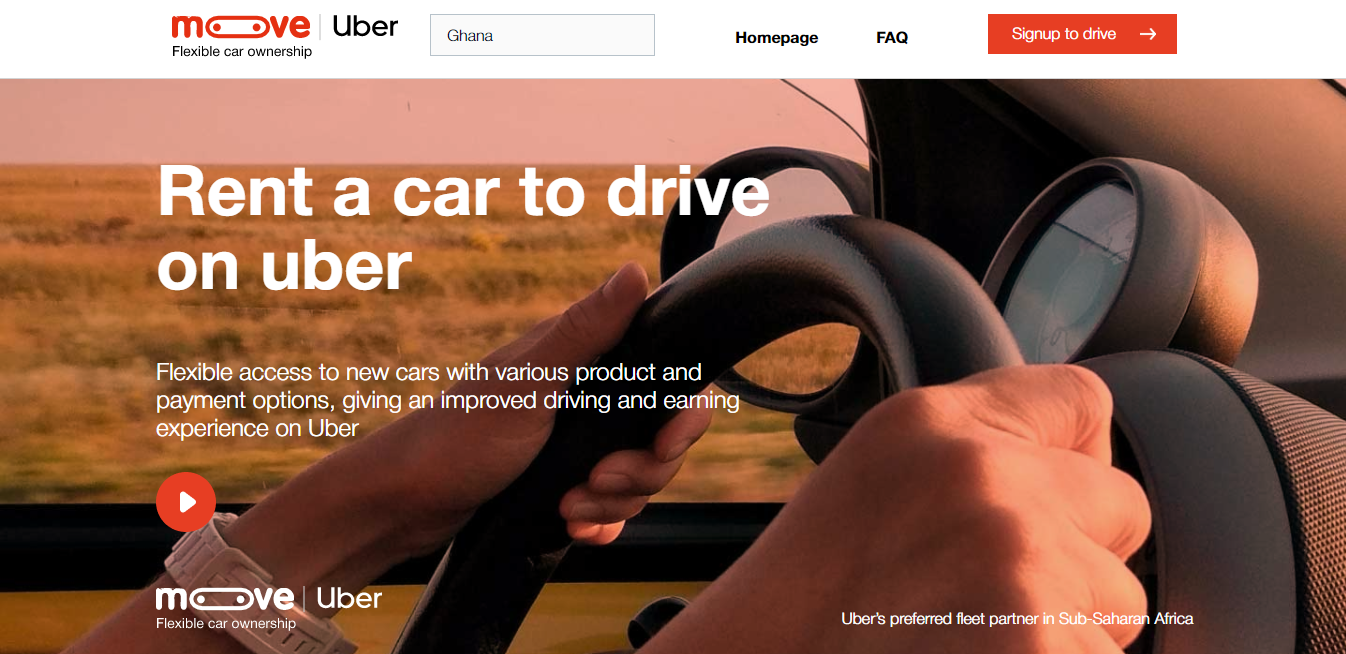 moove | Uber
Flexible car ownership
Ghana
Homepage
FAQ
Signup to drive
Rent a car to drive
on uber
Flexible access to new cars with various product and
payment options, giving an improved driving and earning
experience on Uber
moove | Uber
Flexible car ownership
Uber's preferred fleet partner in Sub-Saharan Africa